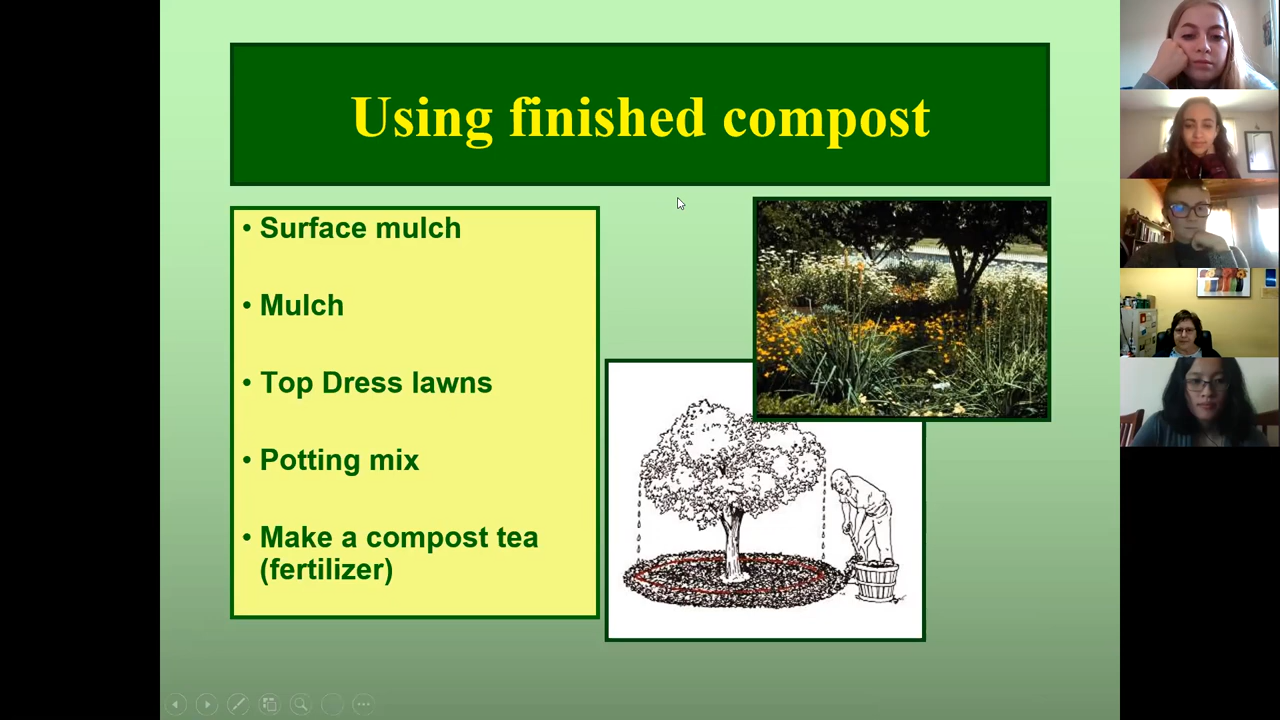 Using finished compost
• Surface mulch
• Mulch
• Top Dress lawns
• Potting mix
• Make a compost tea
(fertilizer)